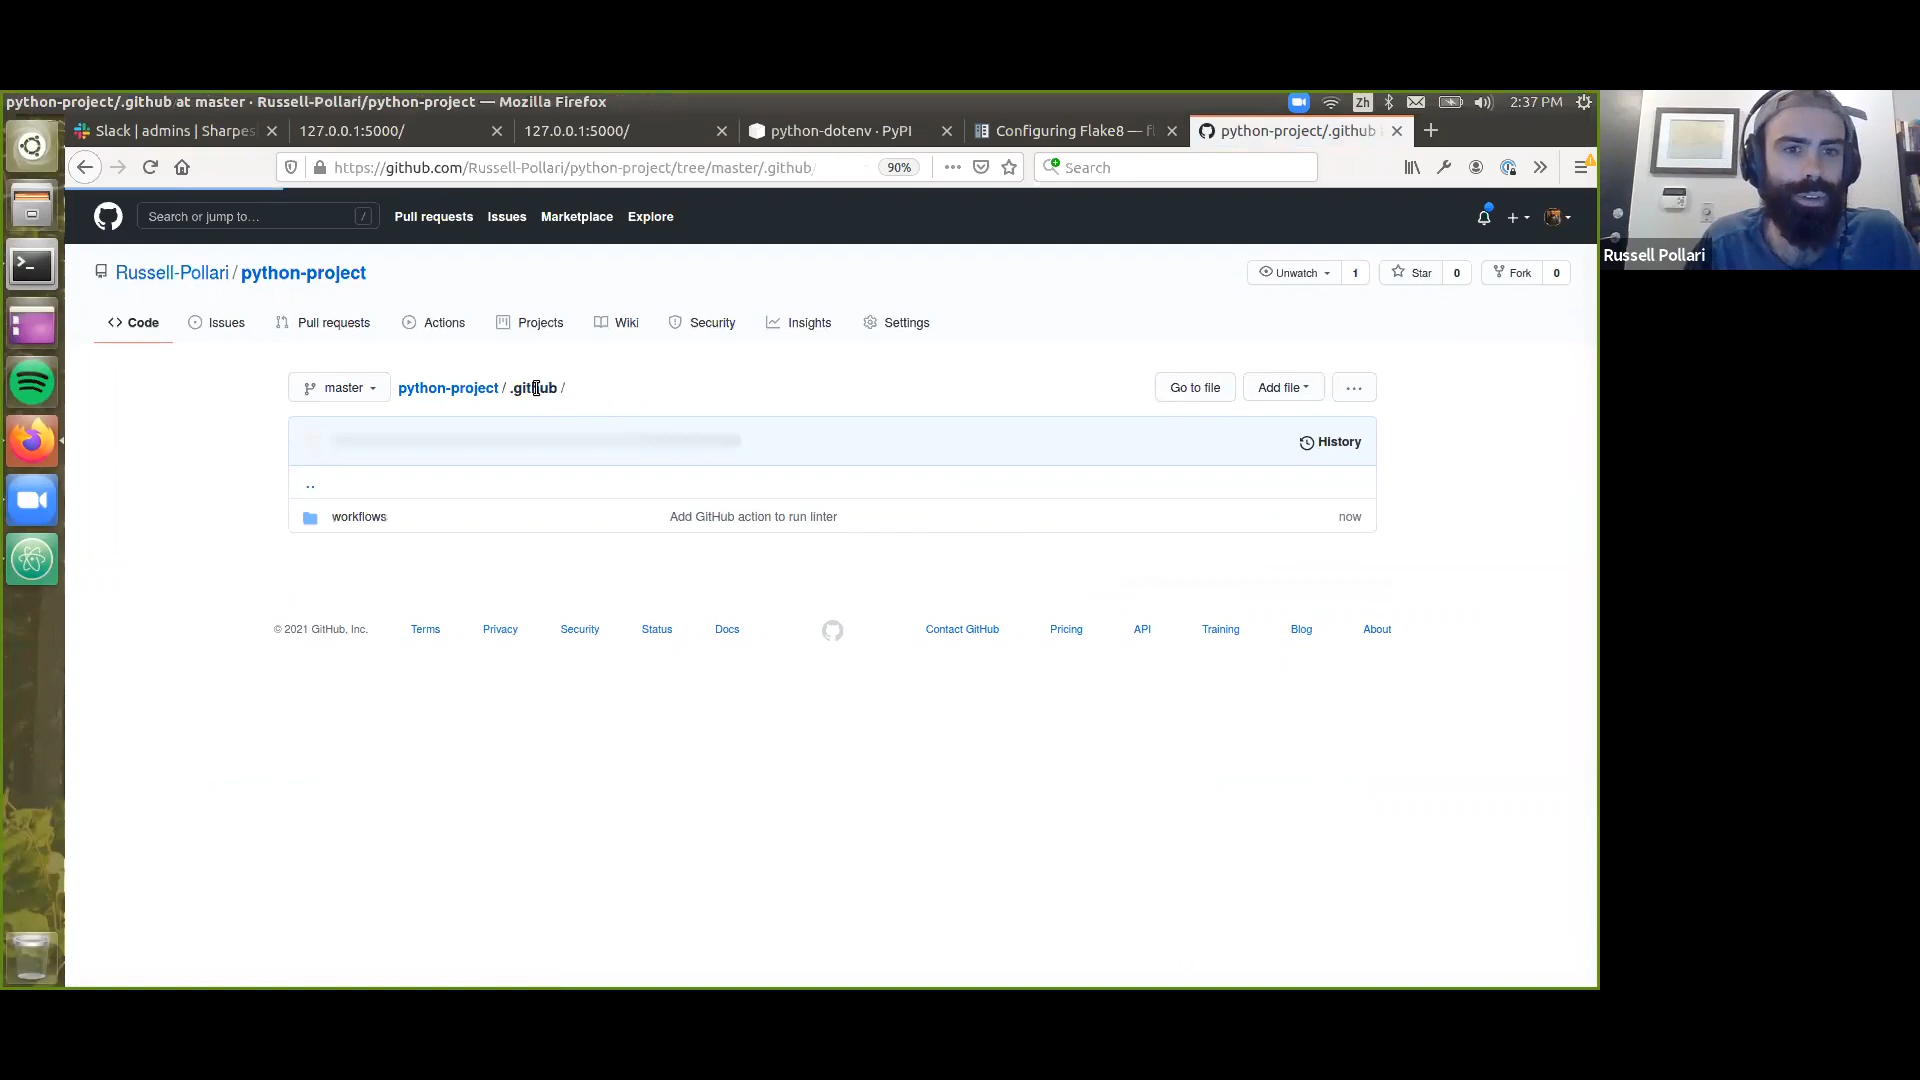 python-project/.github at master · Russell-Pollari/python-project — Mozilla Firefox
Zh
2:37 PM
Slack | admins | Sharpes
127.0.0.1:5000/
127.0.0.1:5000/
python-dotenv · PyPI
Configuring Flake8 — fl
python-project/.github
https://github.com/Russell-Pollari/python-project/tree/master/.github/
90%
Search
Search or jump to…
/
Pull requests
Issues
Marketplace
Explore
Russell Pollari
Russell-Pollari / python-project
Unwatch
1
Star
0
Fork
0
Code
Issues
Pull requests
Actions
Projects
Wiki
Security
Insights
Settings
master
python-project / .github /
Go to file
Add file
...
History
..
workflows
Add GitHub action to run linter
now
© 2021 GitHub, Inc.
Terms
Privacy
Security
Status
Docs
Contact GitHub
Pricing
API
Training
Blog
About